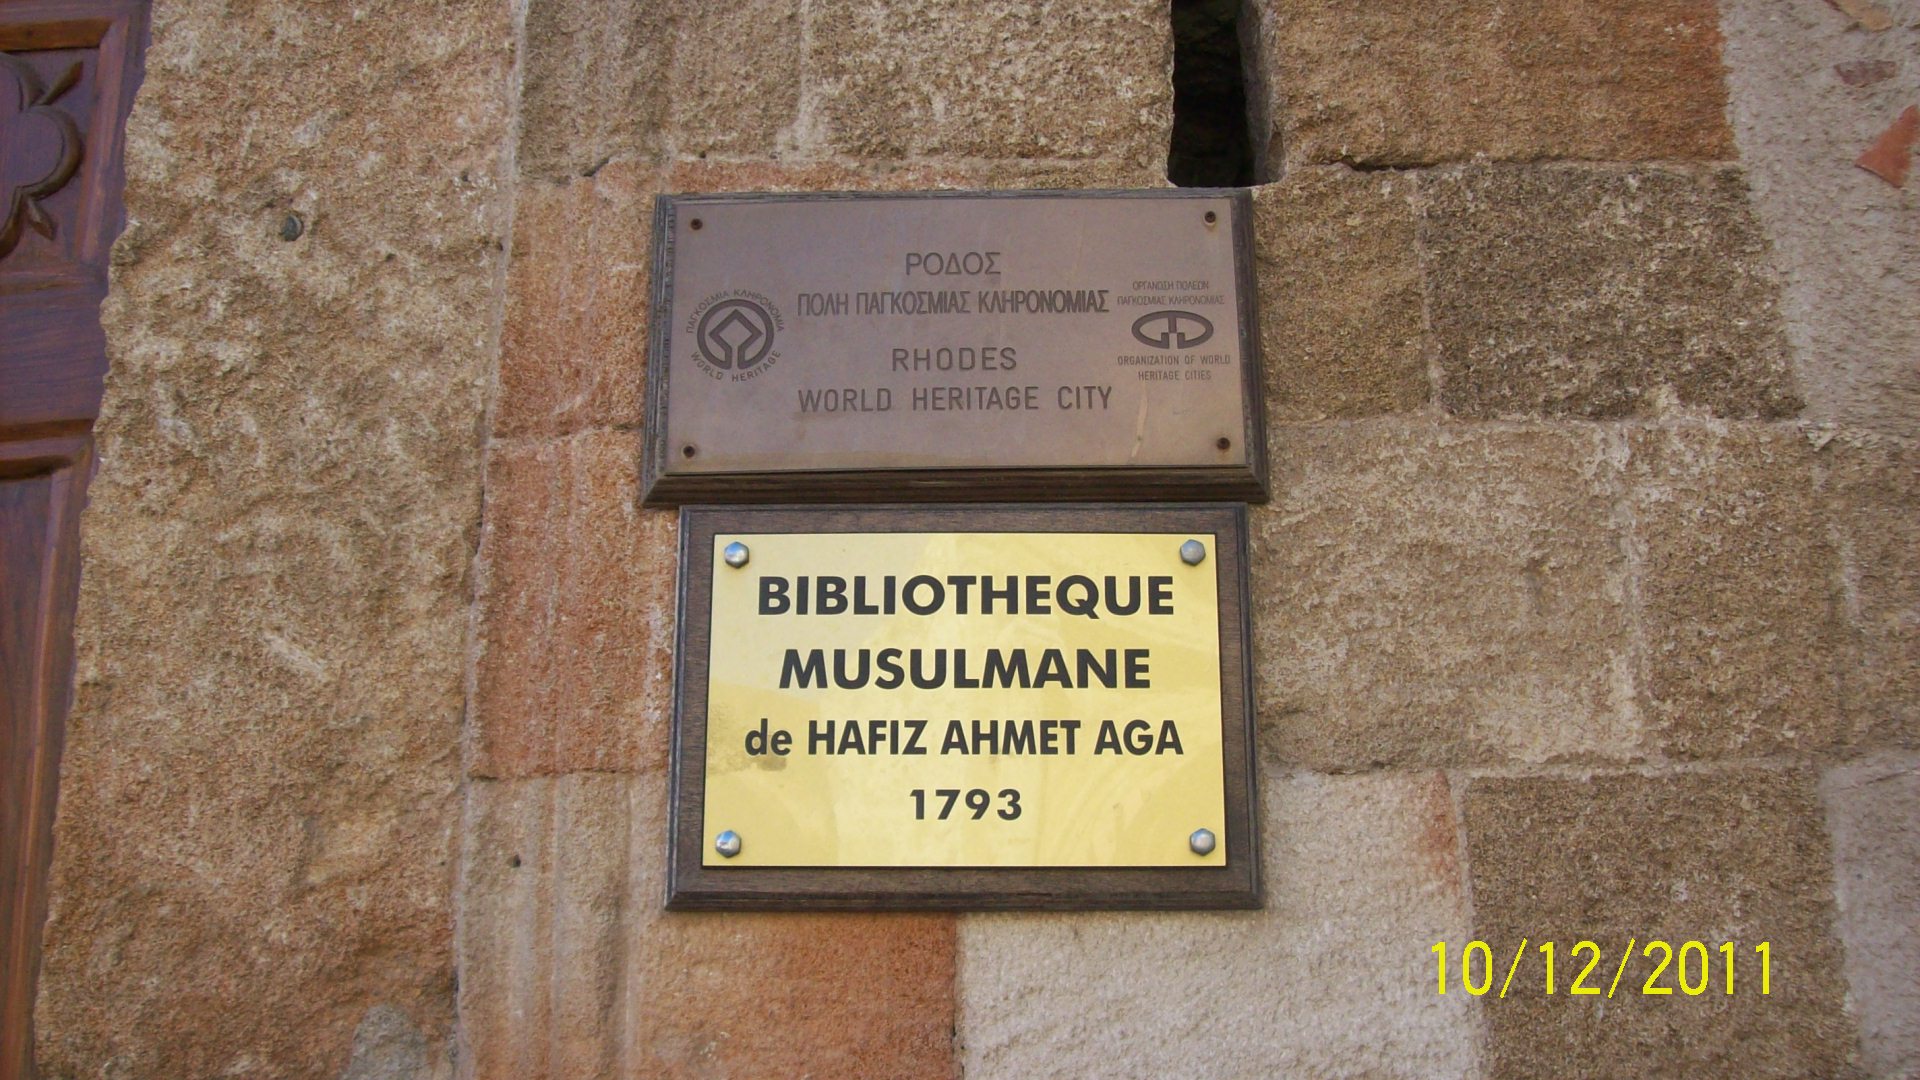 ΡΟΔΟΣ
ΠΟΛΗ ΠΑΓΚΟΣΜΙΑΣ ΚΛΗΡΟΝΟΜΙΑΣ
RHODES
WORLD HERITAGE CITY
ΠΑΓΚΟΣΜΙΑ ΚΛΗΡΟΝΟΜΙΑ
WORLD HERITAGE
ΟΡΓΑΝΩΣΗ ΠΟΛΕΩΝ
ΠΑΓΚΟΣΜΙΑΣ ΚΛΗΡΟΝΟΜΙΑΣ
ORGANIZATION OF WORLD
HERITAGE CITIES
BIBLIOTHEQUE
MUSULMANE
de HAFIZ AHMET AGA
1793
10/12/2011